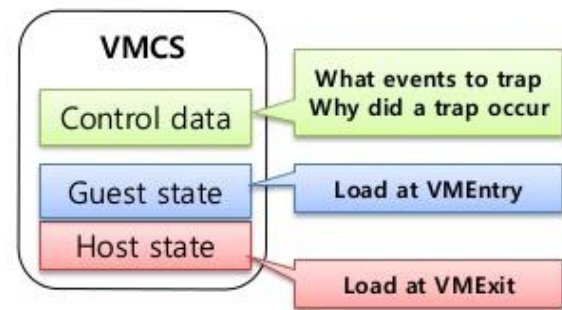 VMCS
Control data
What events to trap
Why did a trap occur
Guest state
Load at VMEntry
Host state
Load at VMExit